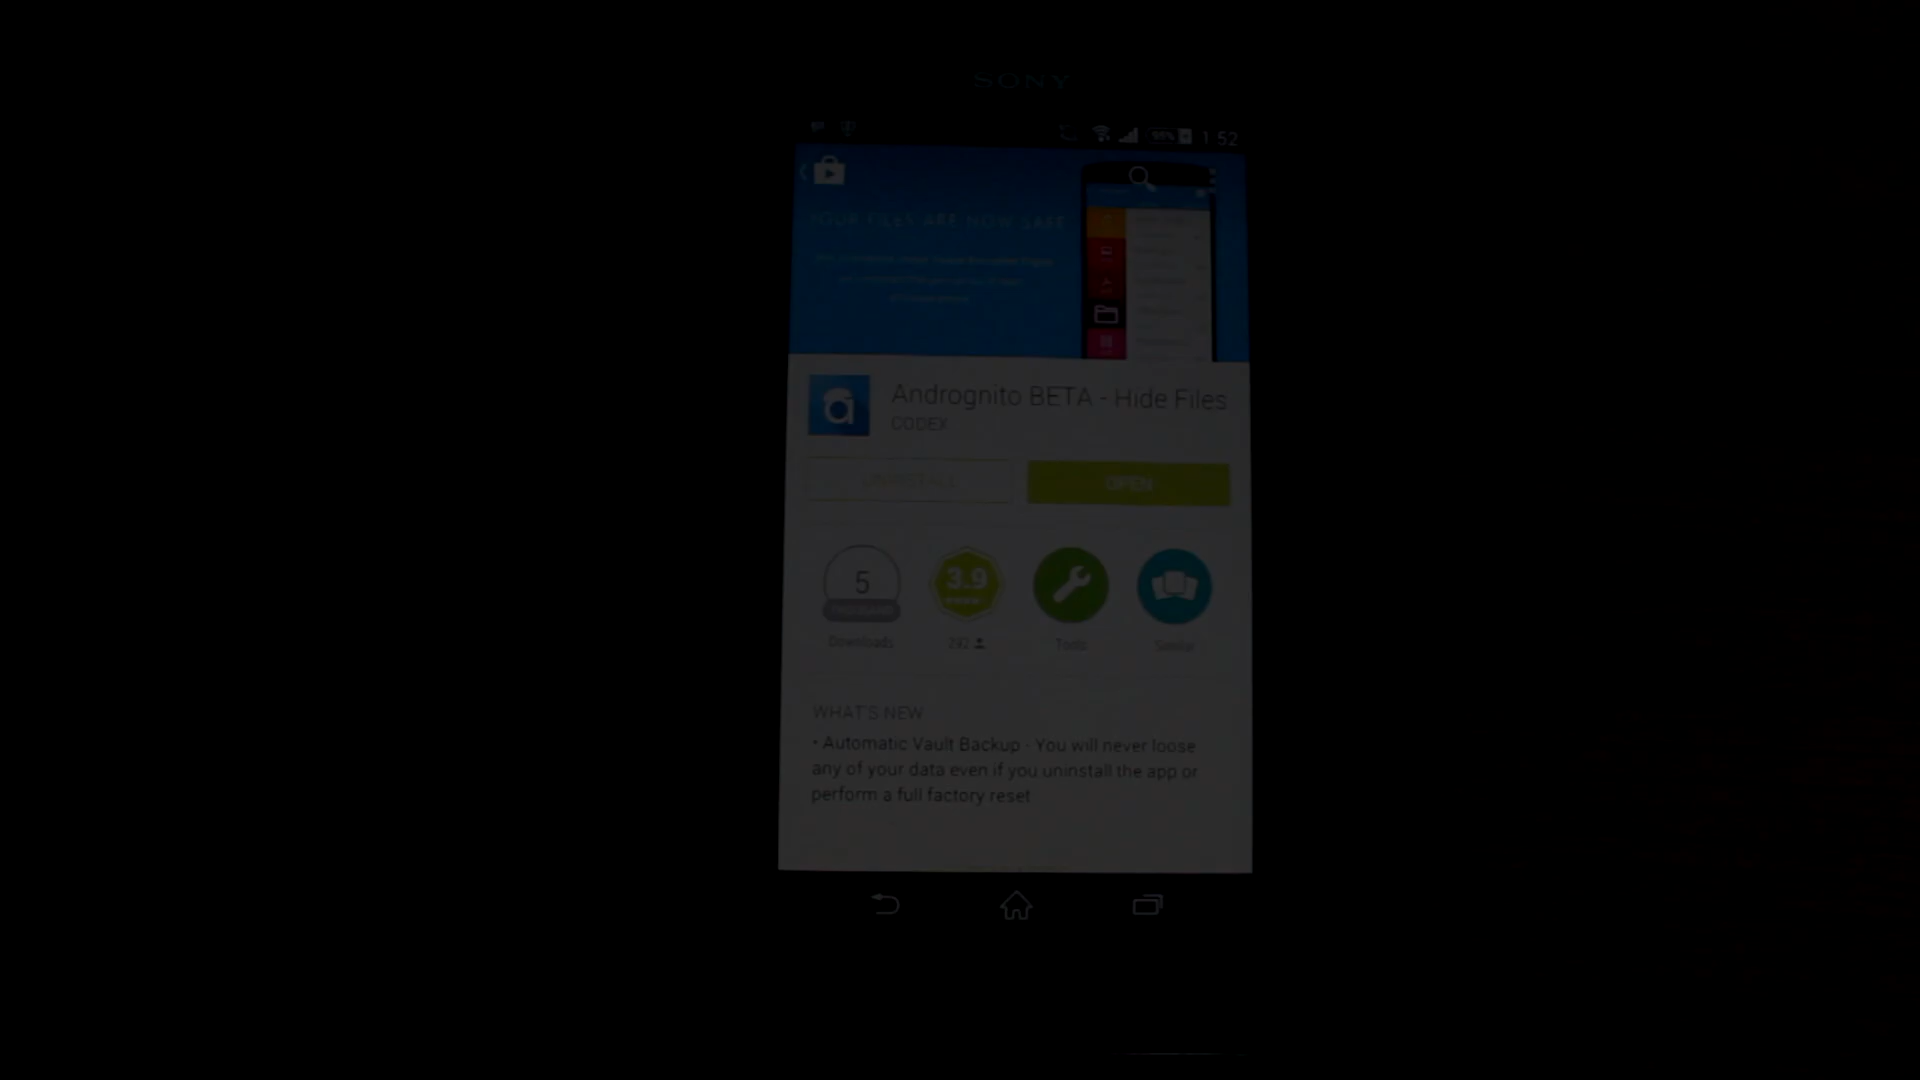 SONY
95% 1 52
YOUR FILES ARE NOW SAFE
Andrognito BETA - Hide Files
CODEX
UNINSTALL
OPEN
5
THOUSAND
Downloads
3.9
292
Tools
Similar
WHAT'S NEW
• Automatic Vault Backup - You will never loose
any of your data even if you uninstall the app or
perform a full factory reset